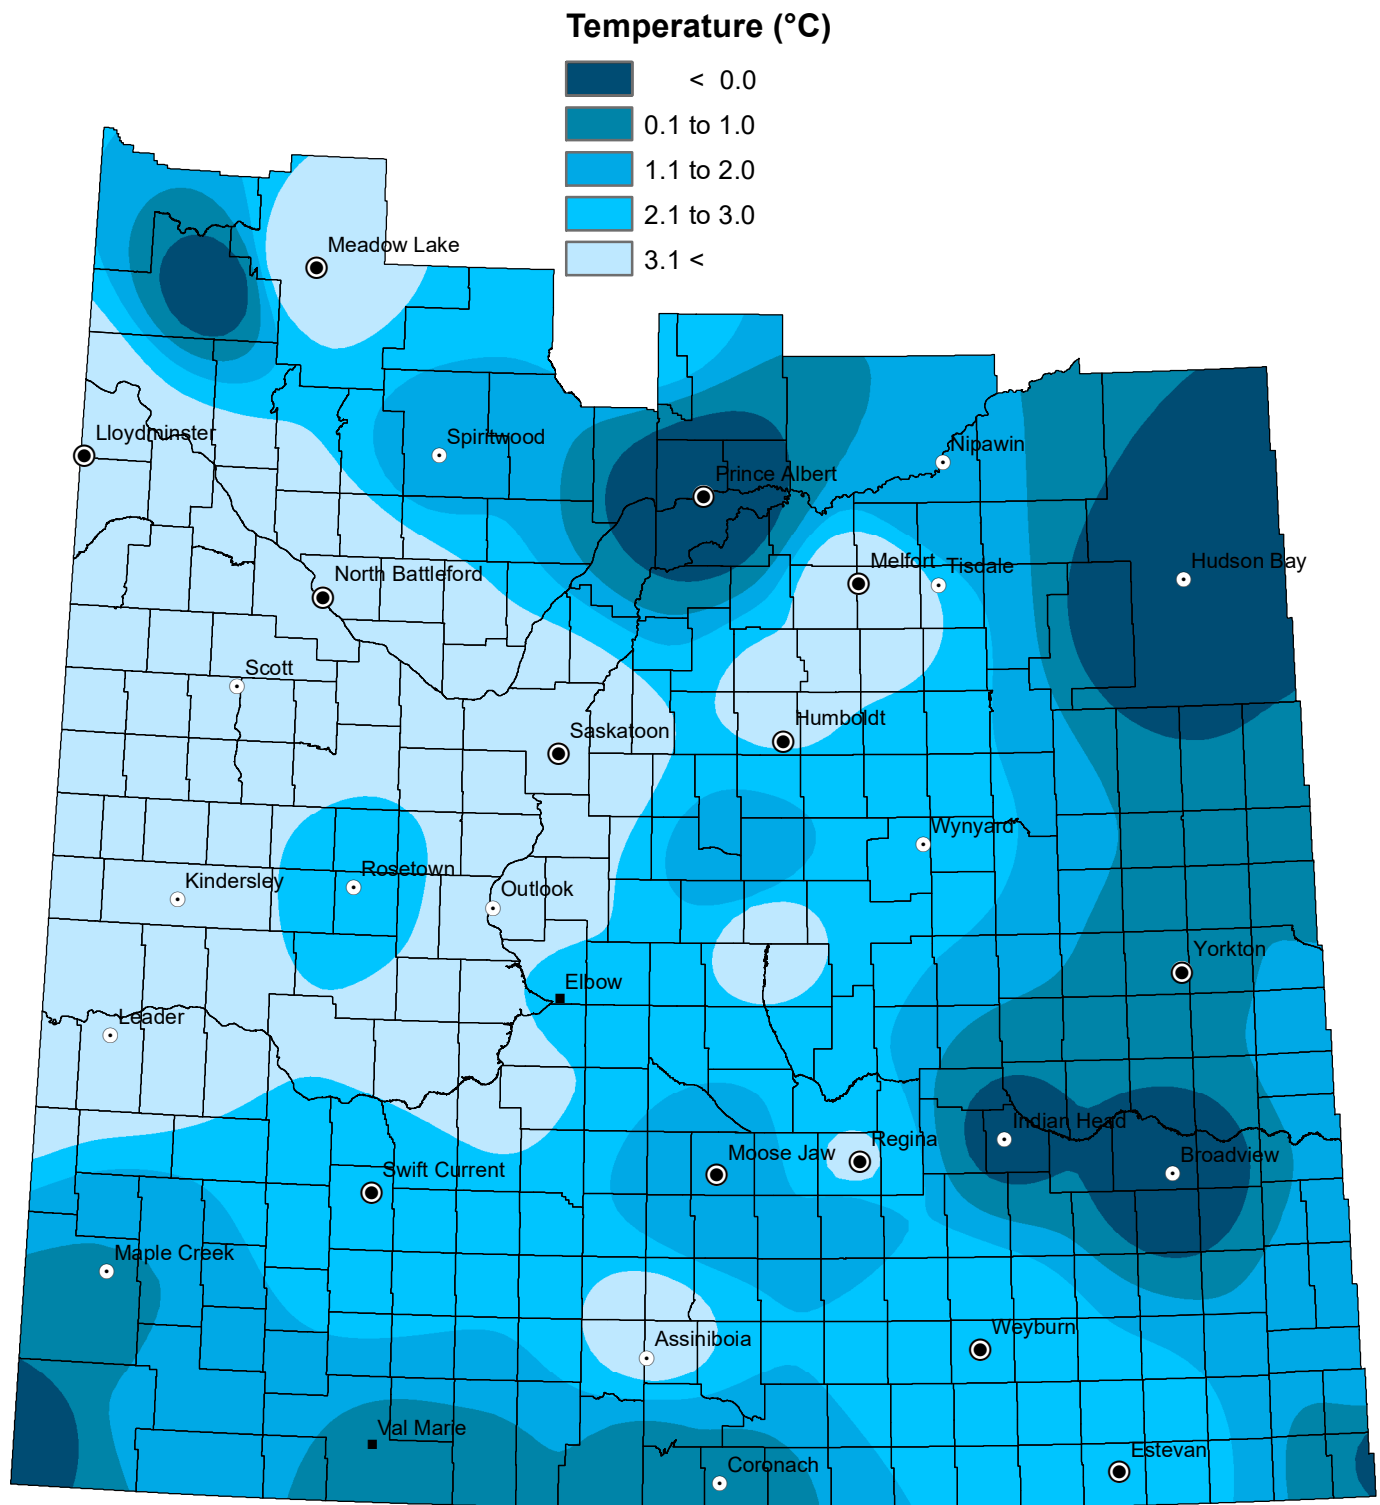 Temperature (°C)
< 0.0
0.1 to 1.0
1.1 to 2.0
2.1 to 3.0
3.1 <
Meadow Lake
Lloydminster
Spiritwood
Nipawin
Prince Albert
Hudson Bay
Melfort
Tisdale
North Battleford
Scott
Humboldt
Saskatoon
Wynyard
Rosetown
Kindersley
Outlook
Yorkton
Elbow
Leader
Indian Head
Regina
Moose Jaw
Broadview
Swift Current
Maple Creek
Weyburn
Assiniboia
Val Marie
Estevan
Coronach